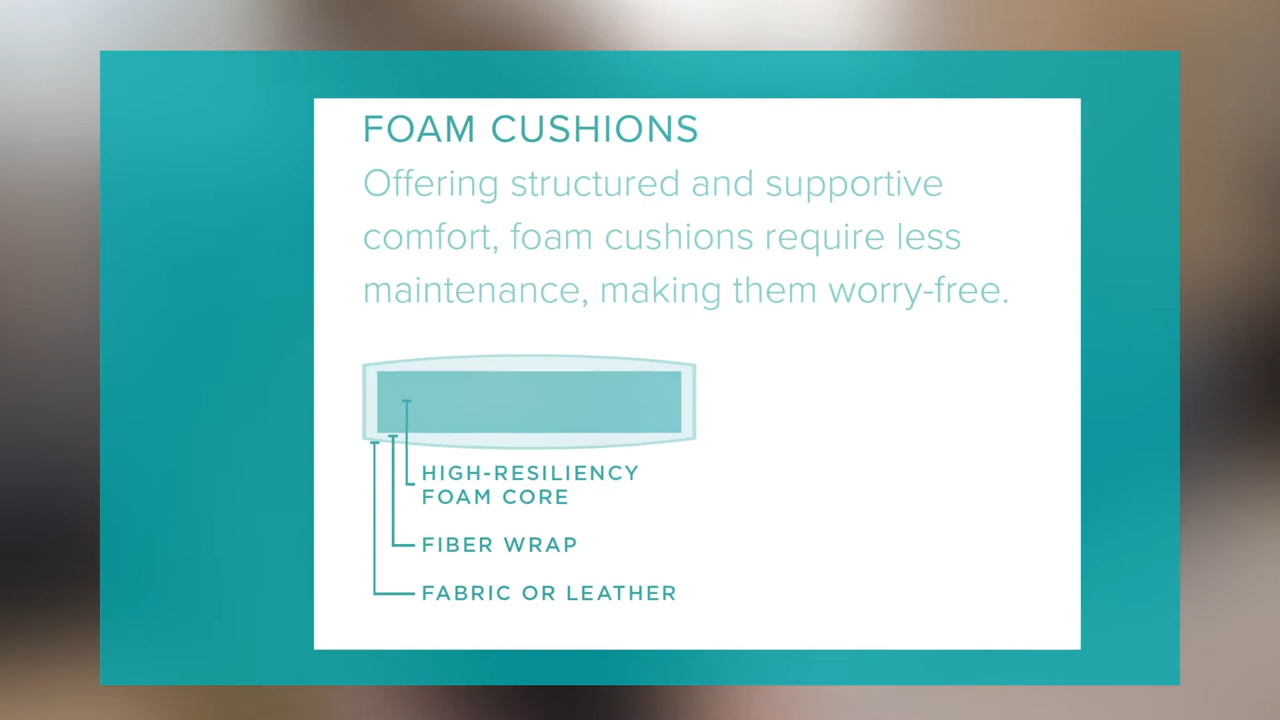 FOAM CUSHIONS
Offering structured and supportive
comfort, foam cushions require less
maintenance, making them worry-free.
HIGH-RESILIENCY
FOAM CORE
FIBER WRAP
FABRIC OR LEATHER